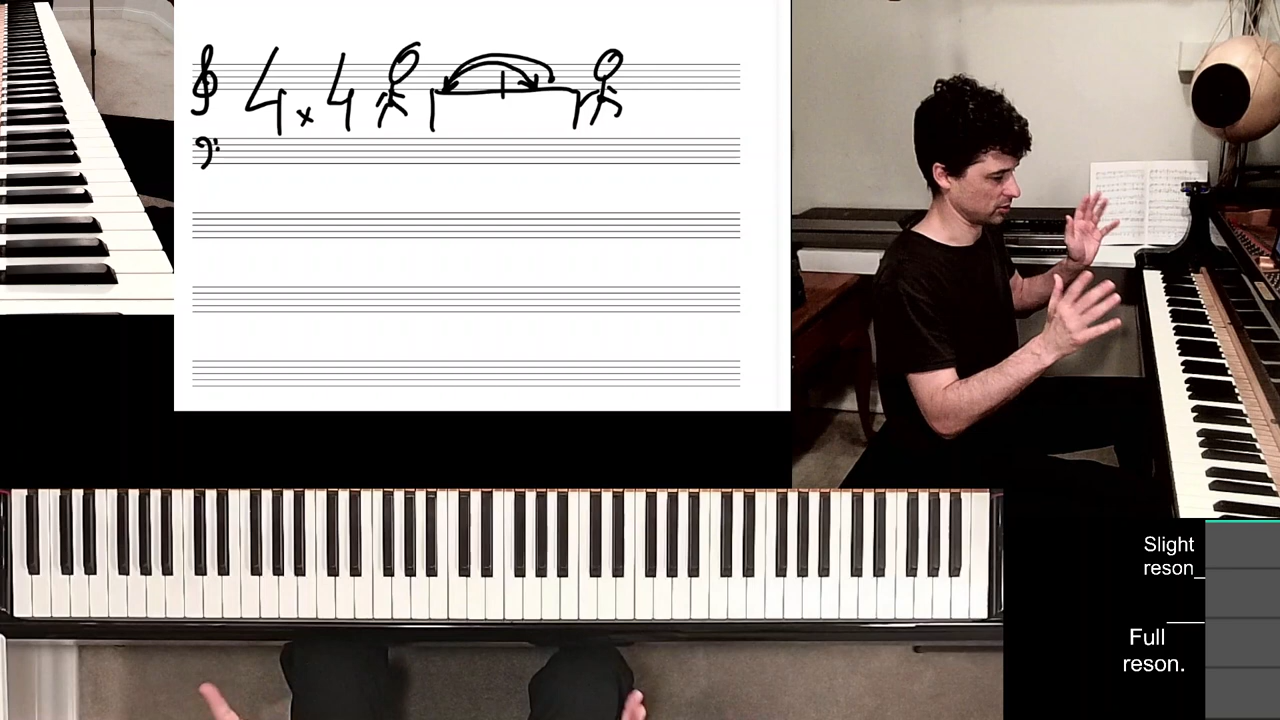 4 x 4
Slight
reson_
Full
reson.